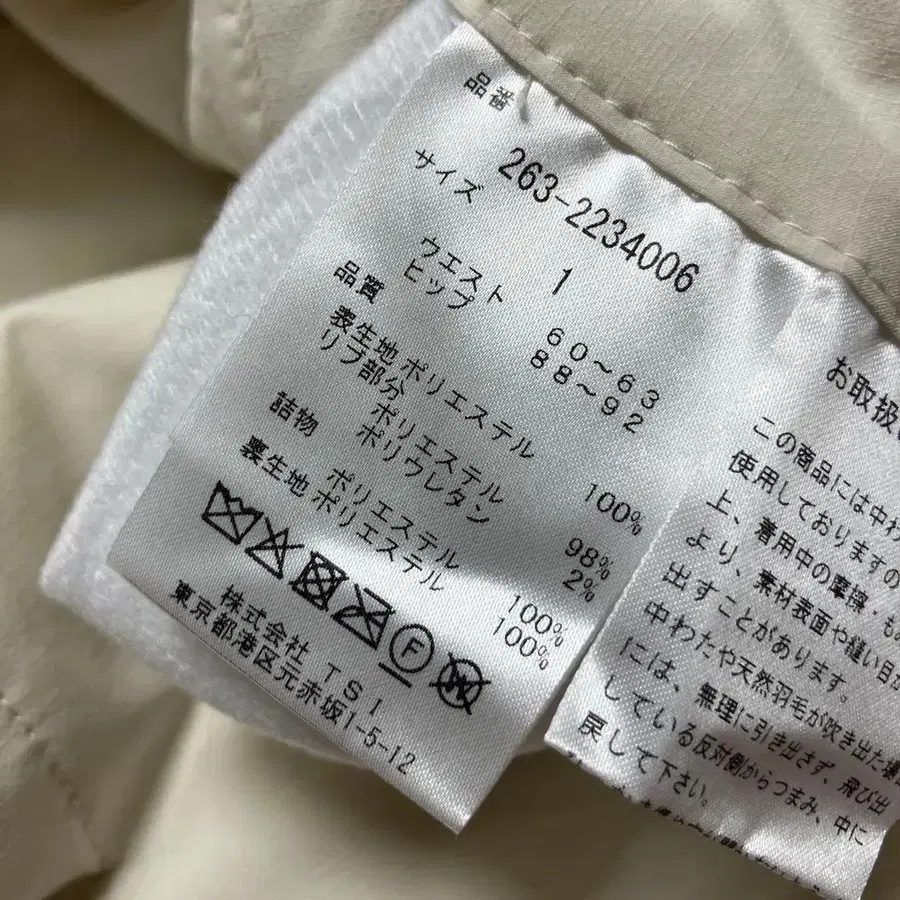 品番
263-2234006
サイズ
1
ウエスト 60〜63
ヒップ 88〜92
品質
表生地 ポリエステル 100%
リブ部分 ポリエステル 98%
ポリウレタン 2%
詰物 ポリエステル 100%
裏生地 ポリエステル 100%
F
W
株式会社 TSI
東京都港区元赤坂1-5-12
お取扱い
この商品には中わ
使用しておりますの
上、着用中の摩擦・もみ
より、素材表面や縫い目か
出すことがあります。
中わたや天然羽毛が吹き出た場
には、無理に引き出さず、飛び出
している反対側からつまみ、中に
戻して下さい。